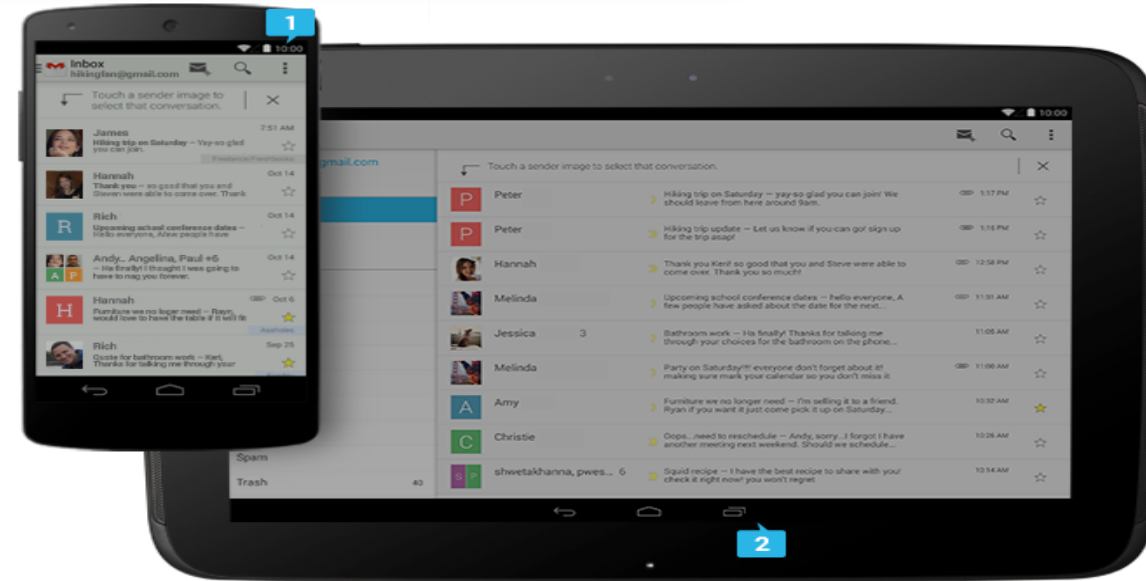 1
10:00
Inbox
hikingfan@gmail.com
Touch a sender image to
select that conversation.
James
7:51 AM
Hiking trip on Saturday – Yay-so glad
you can join.
Hannah
Oct 14
Thank you – so good that you and
Steven were able to come over. Thank
R
Rich
Oct 14
Upcoming school conference dates –
Hello everyone, Afew people have
A P
Andy.. Angelina, Paul +6
Oct 14
– Ha finally! I thought I was going to
have to nag you forever.
H
Hannah
Oct 6
Furniture we no loger need –
would love to have the table if it will fit
Rich
Sep 25
Quote for bathroom work – Keri,
Thanks for talking me through your
10:00
gmail.com
Touch a sender image to select that conversation.
P
Peter
2
Hiking trip on Saturday – yay-so glad you can join! We
should leave from here around 9am.
1:17 PM
P
Peter
Hiking trip update – Let us know if you can go! sign up
for the trip asap!
1:15 PM
Hannah
Thank you Keri! so good that you and Steve were able to
come over. Thank you so much!
12:58 PM
Melinda
Upcoming school conference dates – hello everyone, A
few people have asked about the date for the next...
11:31 AM
Jessica 3
Bathroom work – Ha finally! Thanks for talking me
through your choices for the bathroom on the phone...
11:05 AM
Melinda
Party on Saturday!!! everyone don't forget about it!
making sure mark your calendar so you don't miss it
11:00 AM
A
Amy
Furniture we no longer need – I'm selling it to a friend.
Ryan if you want it just come pick it up on Saturday...
10:32 AM
C
Christie
Oops...need to reschedule – Andy, sorry...I forgot I have
another meeting next weekend. Should we schedule...
10:26 AM
S P
shwetakhanna, pwes... 6
Squid recipe – I have the best recipe to share with you!
check it right now! you won't regret
10:14 AM
Spam
Trash
40
2